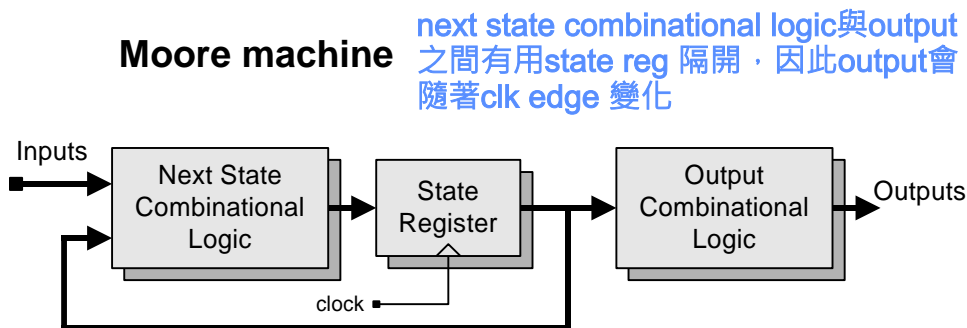 Moore machine
next state combinational logic與output
之間有用state reg 隔開，因此output會
隨著clk edge 變化
Inputs
Next State
Combinational
Logic
State
Register
Output
Combinational
Logic
Outputs
clock